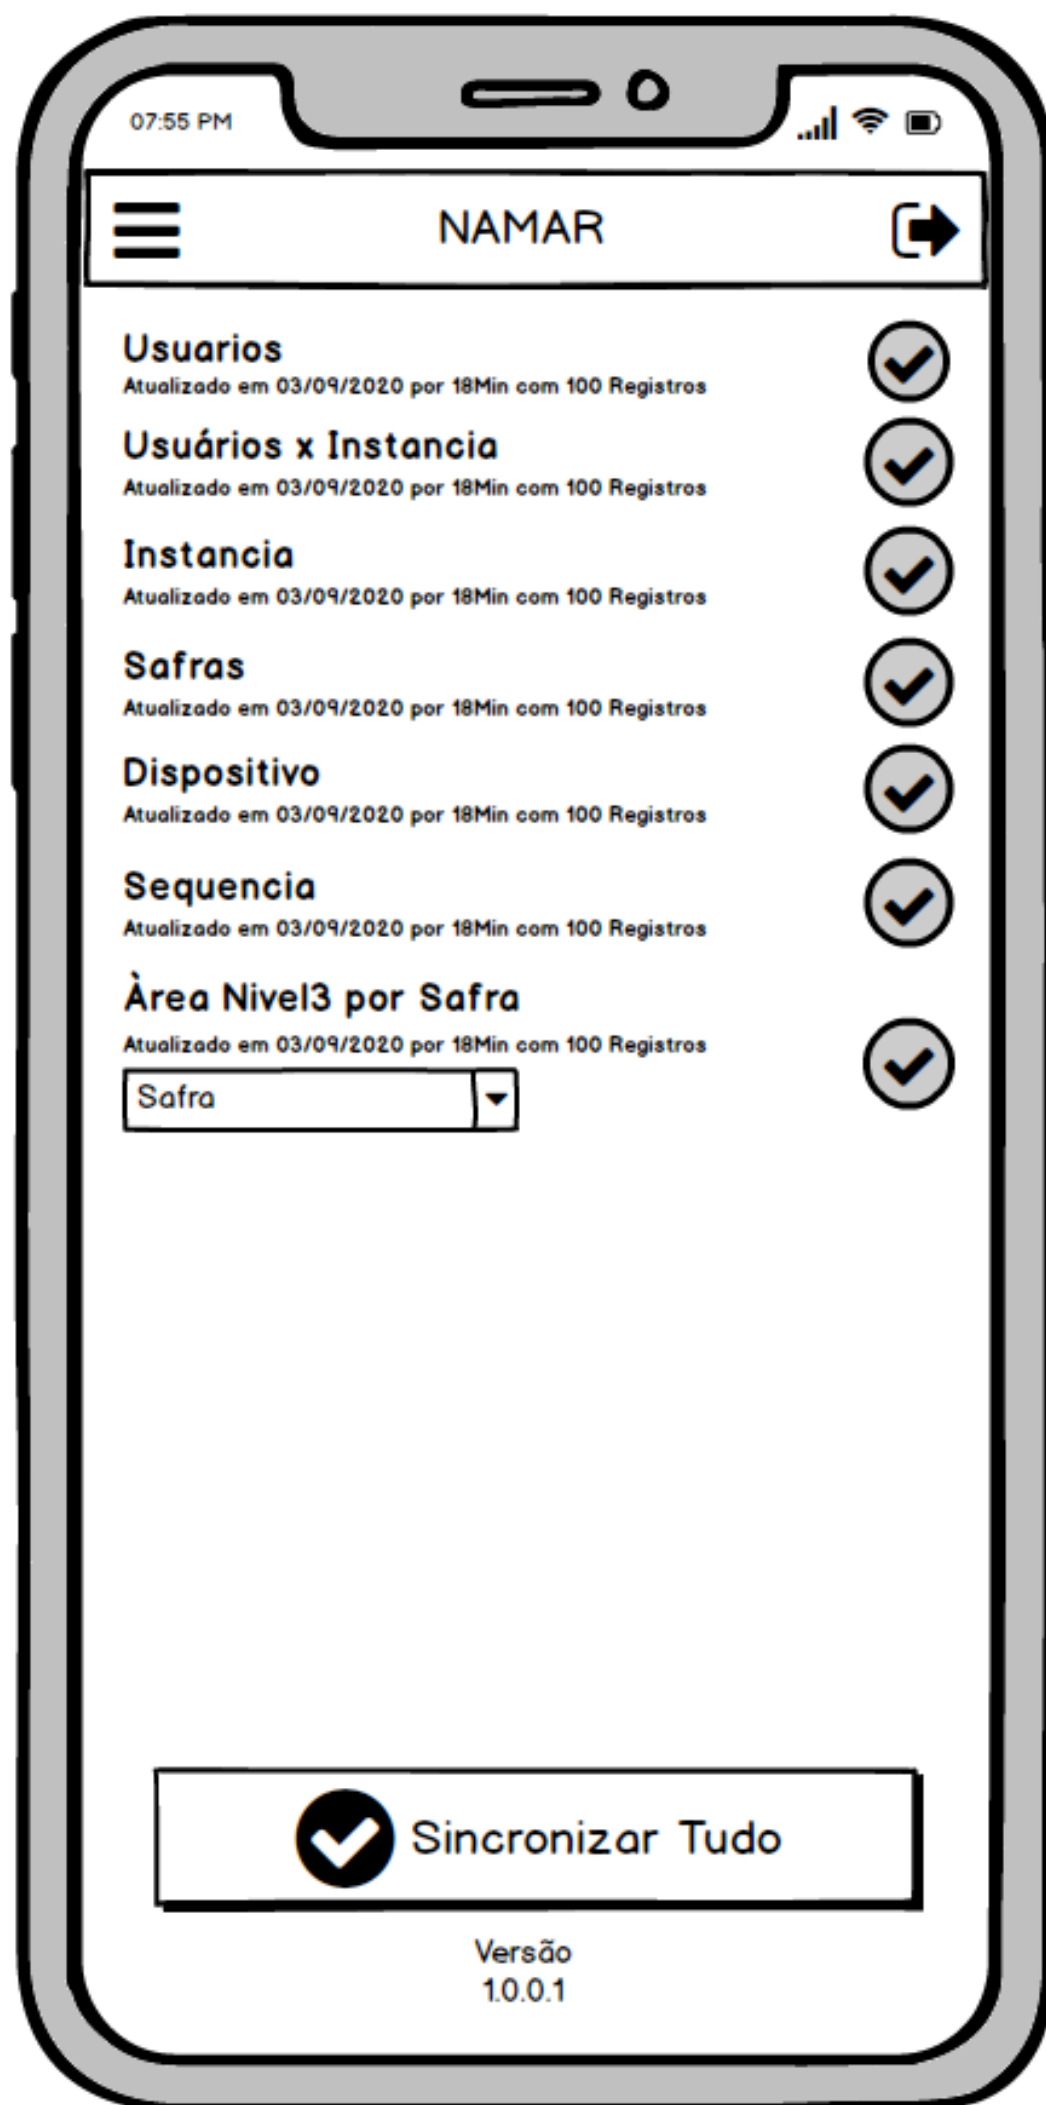 07:55 PM
NAMAR
Usuarios
Atualizado em 03/09/2020 por 18Min com 100 Registros
Usuários x Instancia
Atualizado em 03/09/2020 por 18Min com 100 Registros
Instancia
Atualizado em 03/09/2020 por 18Min com 100 Registros
Safras
Atualizado em 03/09/2020 por 18Min com 100 Registros
Dispositivo
Atualizado em 03/09/2020 por 18Min com 100 Registros
Sequencia
Atualizado em 03/09/2020 por 18Min com 100 Registros
Àrea Nivel3 por Safra
Atualizado em 03/09/2020 por 18Min com 100 Registros
Safra
Sincronizar Tudo
Versão
1.0.0.1